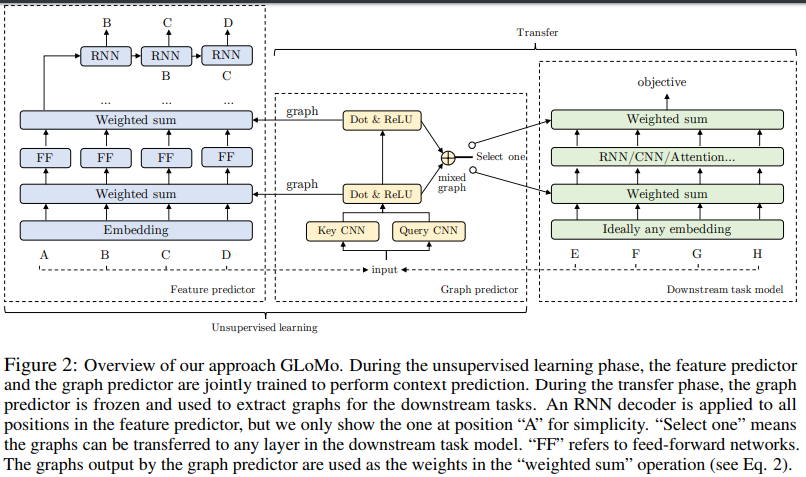 B C D
Transfer
RNN RNN RNN
B C
objective
... ... ...
graph
Weighted sum
Dot & ReLU
Weighted sum
FF FF FF FF
Select one
RNN/CNN/Attention...
mixed
graph
graph
Weighted sum
Dot & ReLU
Weighted sum
Embedding
Key CNN Query CNN
Ideally any embedding
A B C D
E F G H
input
Feature predictor
Graph predictor
Downstream task model
Unsupervised learning
Figure 2: Overview of our approach GLoMo. During the unsupervised learning phase, the feature predictor
and the graph predictor are jointly trained to perform context prediction. During the transfer phase, the graph
predictor is frozen and used to extract graphs for the downstream tasks. An RNN decoder is applied to all
positions in the feature predictor, but we only show the one at position “A” for simplicity. “Select one” means
the graphs can be transferred to any layer in the downstream task model. “FF” refers to feed-forward networks.
The graphs output by the graph predictor are used as the weights in the “weighted sum” operation (see Eq. 2).